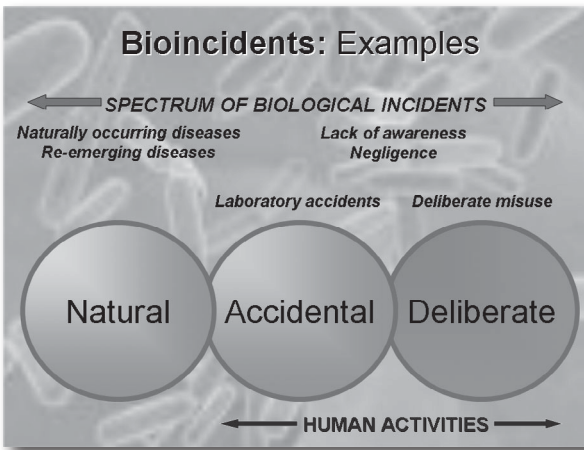 Bioincidents: Examples
SPECTRUM OF BIOLOGICAL INCIDENTS
Naturally occurring diseases
Re-emerging diseases
Lack of awareness
Negligence
Laboratory accidents
Deliberate misuse
Natural
Accidental
Deliberate
HUMAN ACTIVITIES